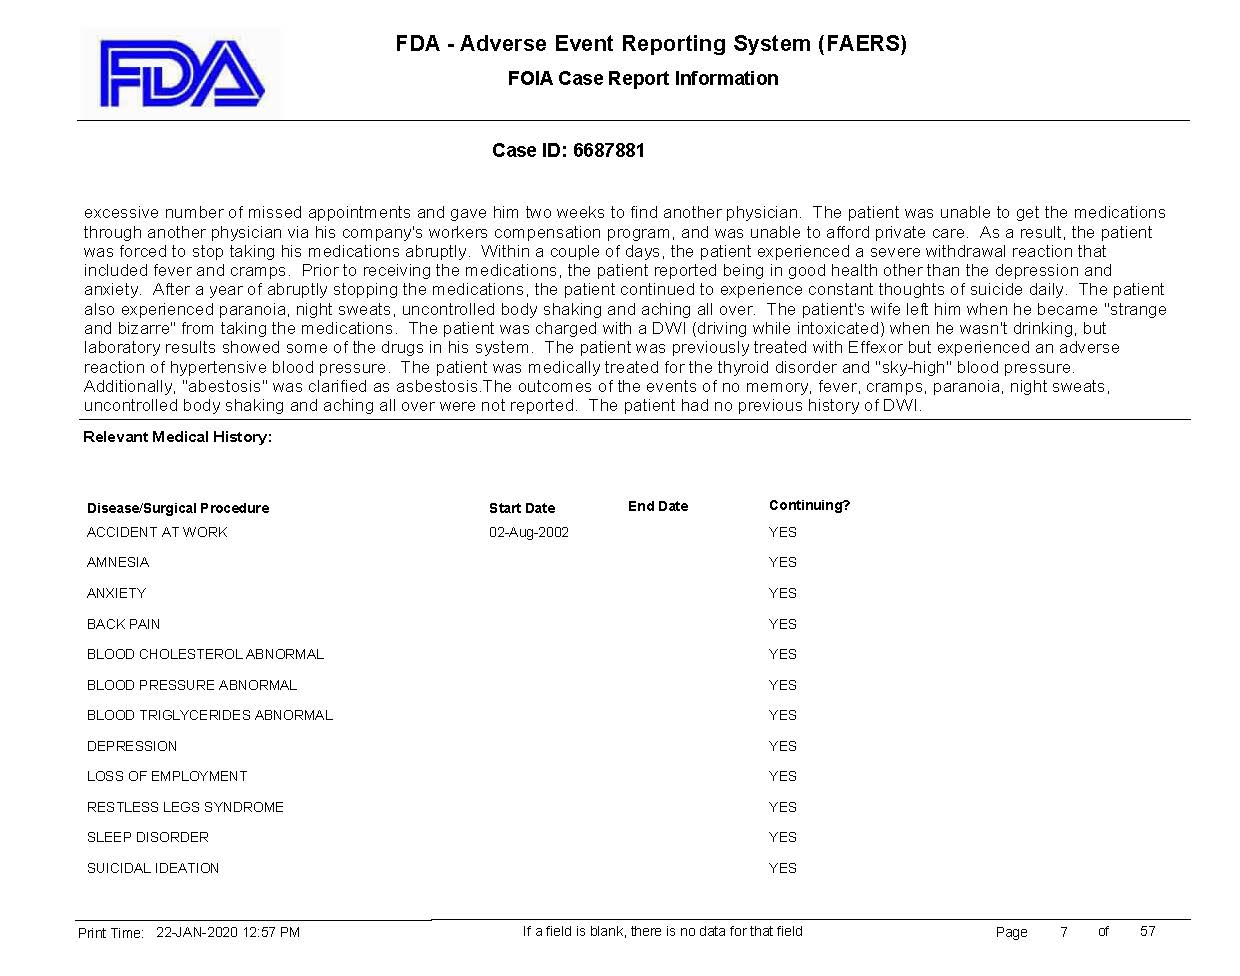 FDA
FDA - Adverse Event Reporting System (FAERS)
FOIA Case Report Information
Case ID: 6687881
excessive number of missed appointments and gave him two weeks to find another physician.  The patient was unable to get the medications
through another physician via his company's workers compensation program, and was unable to afford private care.  As a result, the patient
was forced to stop taking his medications abruptly.  Within a couple of days, the patient experienced a severe withdrawal reaction that
included fever and cramps.  Prior to receiving the medications, the patient reported being in good health other than the depression and
anxiety.  After a year of abruptly stopping the medications, the patient continued to experience constant thoughts of suicide daily.  The patient
also experienced paranoia, night sweats, uncontrolled body shaking and aching all over.  The patient's wife left him when he became "strange
and bizarre" from taking the medications.  The patient was charged with a DWI (driving while intoxicated) when he wasn't drinking, but
laboratory results showed some of the drugs in his system.  The patient was previously treated with Effexor but experienced an adverse
reaction of hypertensive blood pressure.  The patient was medically treated for the thyroid disorder and "sky-high" blood pressure.
Additionally, "abestosis" was clarified as asbestosis.The outcomes of the events of no memory, fever, cramps, paranoia, night sweats,
uncontrolled body shaking and aching all over were not reported.  The patient had no previous history of DWI.
Relevant Medical History:
Disease/Surgical Procedure Start Date End Date Continuing?
ACCIDENT AT WORK 02-Aug-2002 YES
AMNESIA YES
ANXIETY YES
BACK PAIN YES
BLOOD CHOLESTEROL ABNORMAL YES
BLOOD PRESSURE ABNORMAL YES
BLOOD TRIGLYCERIDES ABNORMAL YES
DEPRESSION YES
LOSS OF EMPLOYMENT YES
RESTLESS LEGS SYNDROME YES
SLEEP DISORDER YES
SUICIDAL IDEATION YES
Print Time: 22-JAN-2020 12:57 PM If a field is blank, there is no data for that field Page 7 of 57